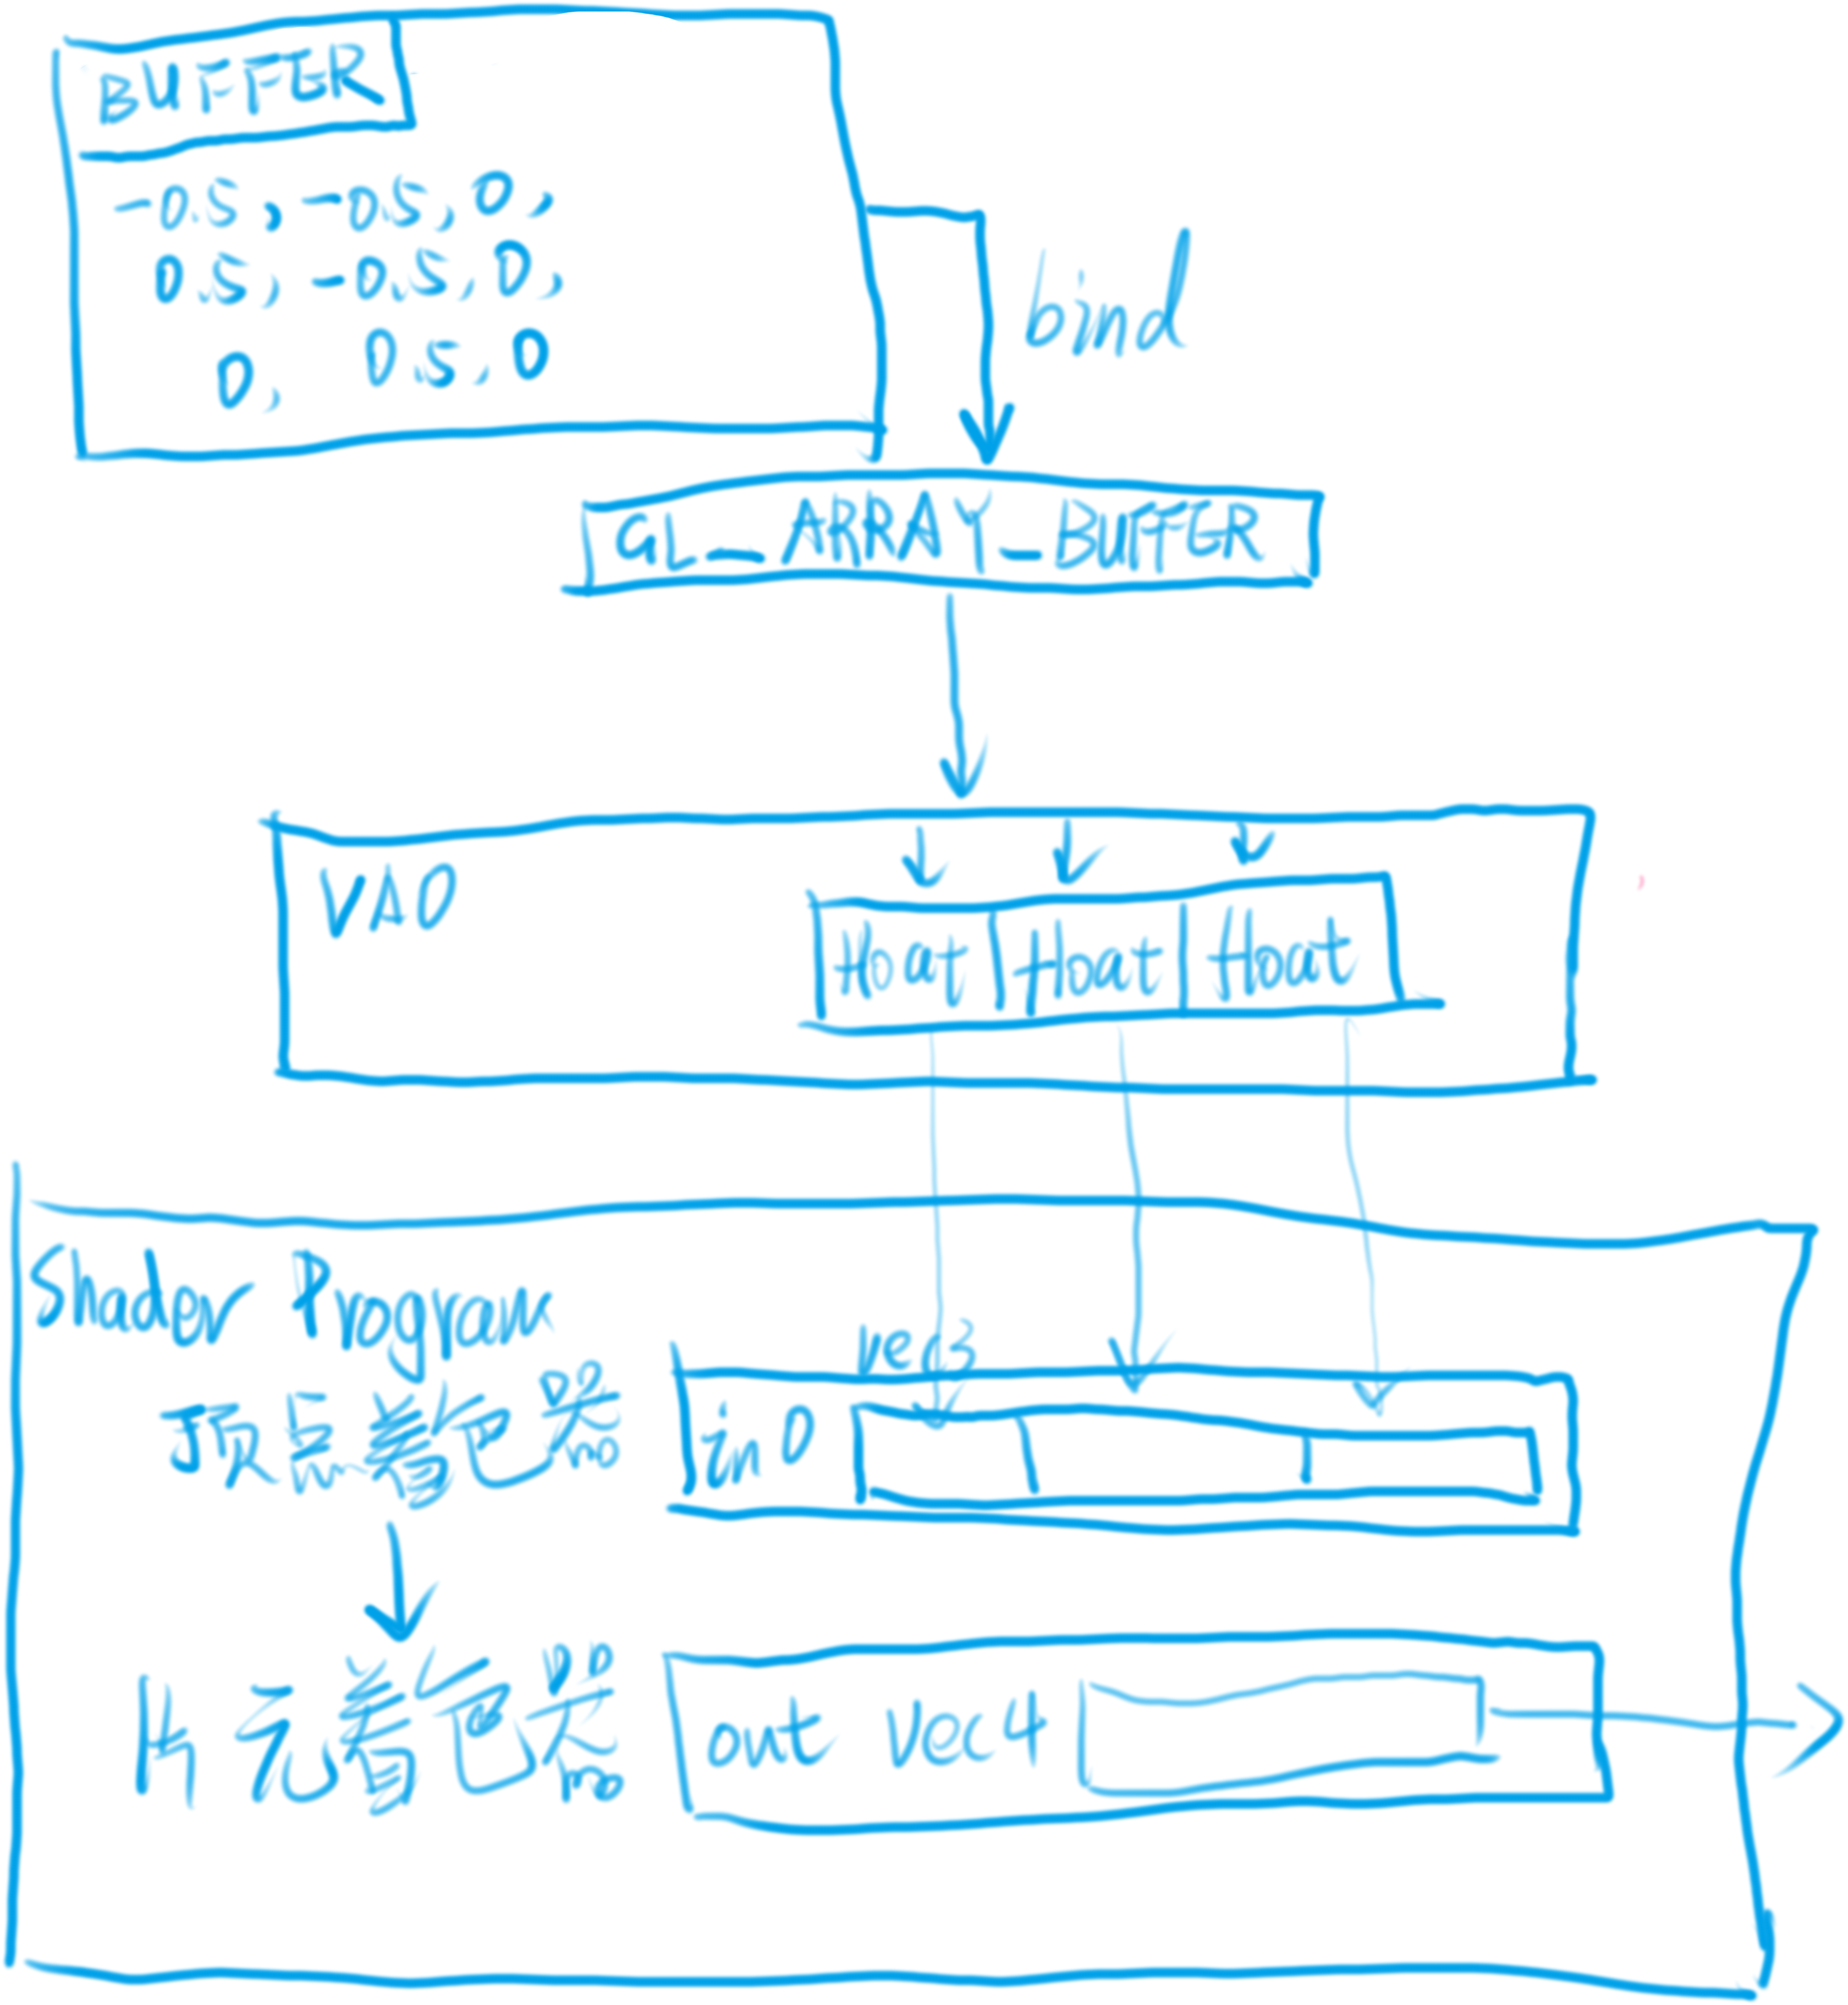 BUFFER
-0.5, -0.5, 0,
0.5, -0.5, 0,
0, 0.5, 0
bind
GL_ARRAY_BUFFER
VAO
float float float
Shader Program
vec3
顶点着色器
in 0
片元着色器
out vec4